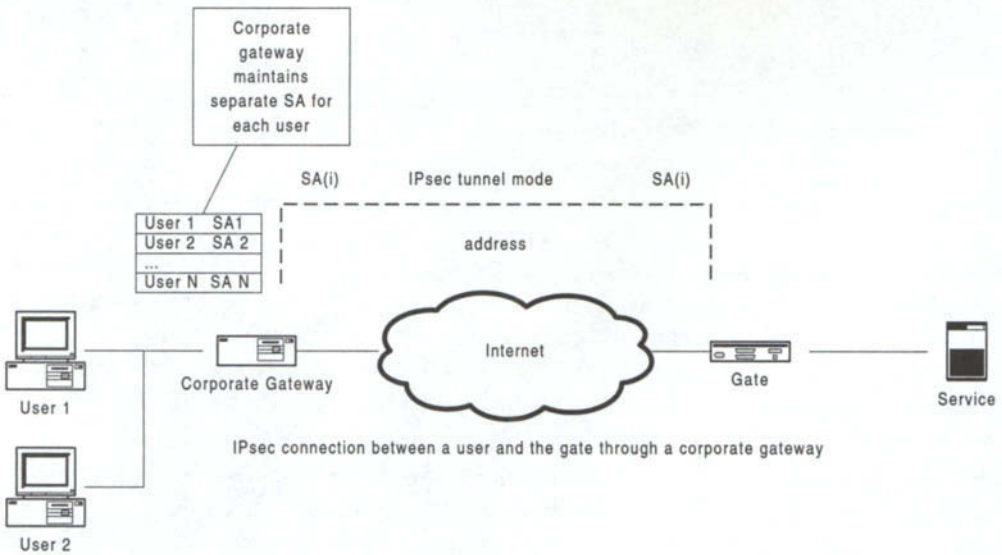 Corporate
gateway
maintains
separate SA for
each user
SA(i) IPsec tunnel mode SA(i)
User 1 SA1
User 2 SA 2
...
User N SA N
address
Internet
Corporate Gateway
Gate
Service
User 1
IPsec connection between a user and the gate through a corporate gateway
User 2